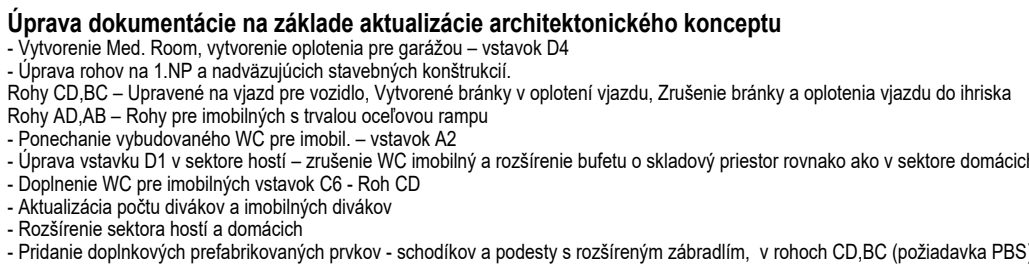 Úprava dokumentácie na základe aktualizácie architektonického konceptu
- Vytvorenie Med. Room, vytvorenie oplotenia pre garážou – vstavok D4
- Úprava rohov na 1.NP a nadväzujúcich stavebných konštrukcií.
Rohy CD,BC – Upravené na vjazd pre vozidlo, Vytvorené bránky v oplotení vjazdu, Zrušenie bránky a oplotenia vjazdu do ihriska
Rohy AD,AB – Rohy pre imobilných s trvalou oceľovou rampu
- Ponechanie vybudovaného WC pre imobil. – vstavok A2
- Úprava vstavku D1 v sektore hostí – zrušenie WC imobilný a rozšírenie bufetu o skladový priestor rovnako ako v sektore domácich
- Doplnenie WC pre imobilných vstavok C6 - Roh CD
- Aktualizácia počtu divákov a imobilných divákov
- Rozšírenie sektora hostí a domácich
- Pridanie doplnkových prefabrikovaných prvkov - schodíkov a podesty s rozšíreným zábradlím, v rohoch CD,BC (požiadavka PBS)